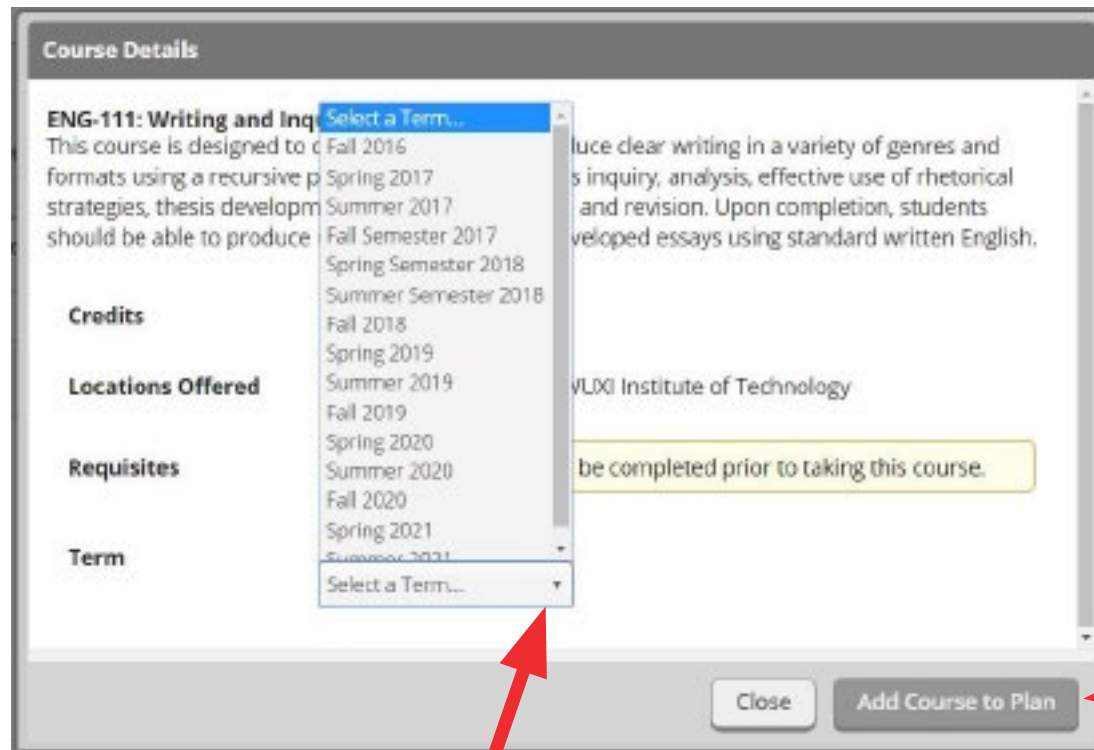 Course Details
ENG-111: Writing and Inq
This course is designed to luce clear writing in a variety of genres and
formats using a recursive p s inquiry, analysis, effective use of rhetorical
strategies, thesis developm and revision. Upon completion, students
should be able to produce veloped essays using standard written English.
Select a Term...
Fall 2016
Spring 2017
Summer 2017
Fall Semester 2017
Spring Semester 2018
Summer Semester 2018
Fall 2018
Spring 2019
Summer 2019
Fall 2019
Spring 2020
Summer 2020
Fall 2020
Spring 2021
Summer 2021
Credits
Locations Offered
WUXI Institute of Technology
Requisites
be completed prior to taking this course.
Term
Select a Term...
Close
Add Course to Plan